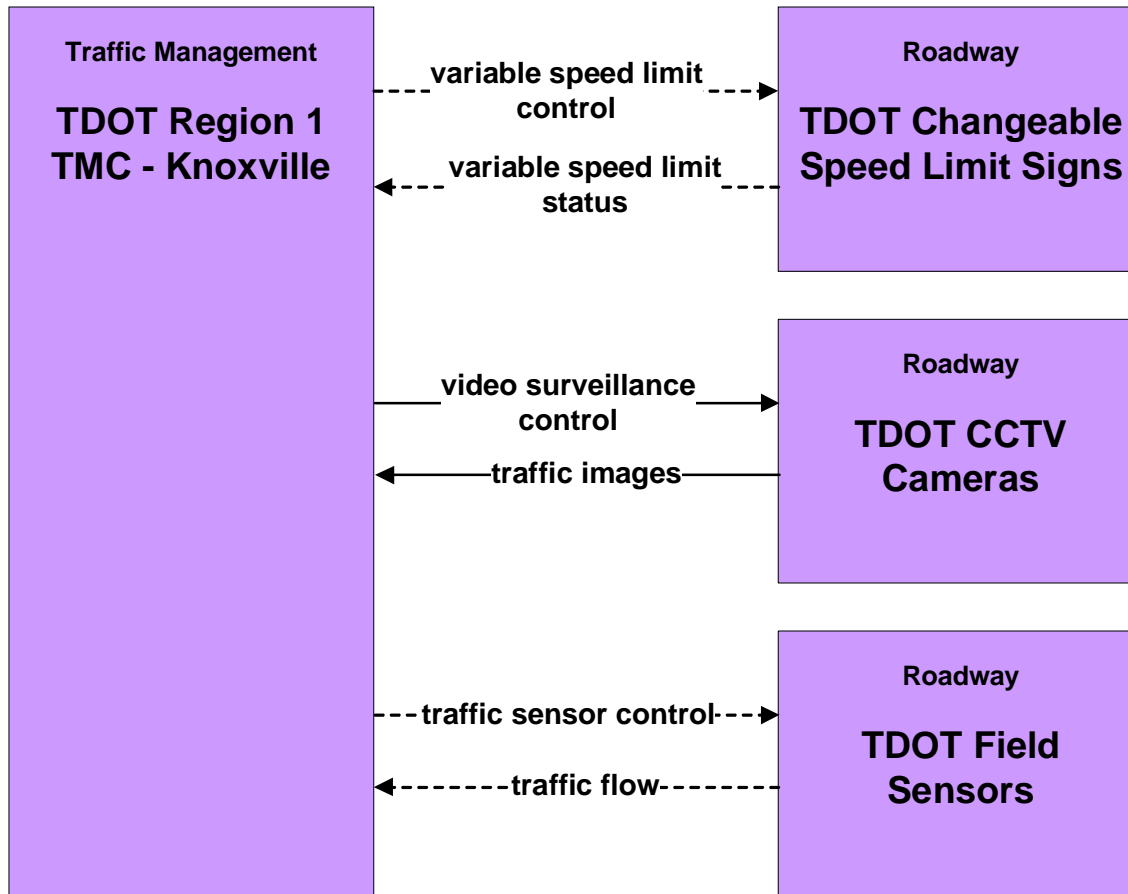 Traffic Management
TDOT Region 1
TMC - Knoxville
variable speed limit
control
variable speed limit
status
Roadway
TDOT Changeable
Speed Limit Signs
video surveillance
control
traffic images
Roadway
TDOT CCTV
Cameras
traffic sensor control
traffic flow
Roadway
TDOT Field
Sensors